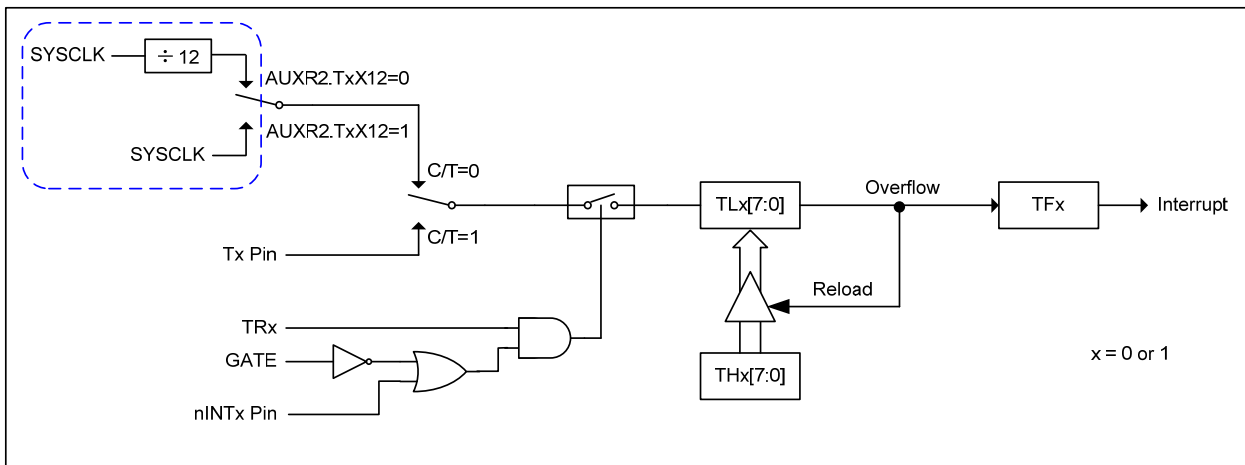 SYSCLK
÷ 12
AUXR2.TxX12=0
AUXR2.TxX12=1
SYSCLK
C/T=0
C/T=1
Tx Pin
TLx[7:0]
Overflow
TFx
Interrupt
Reload
TRx
GATE
nINTx Pin
THx[7:0]
x = 0 or 1